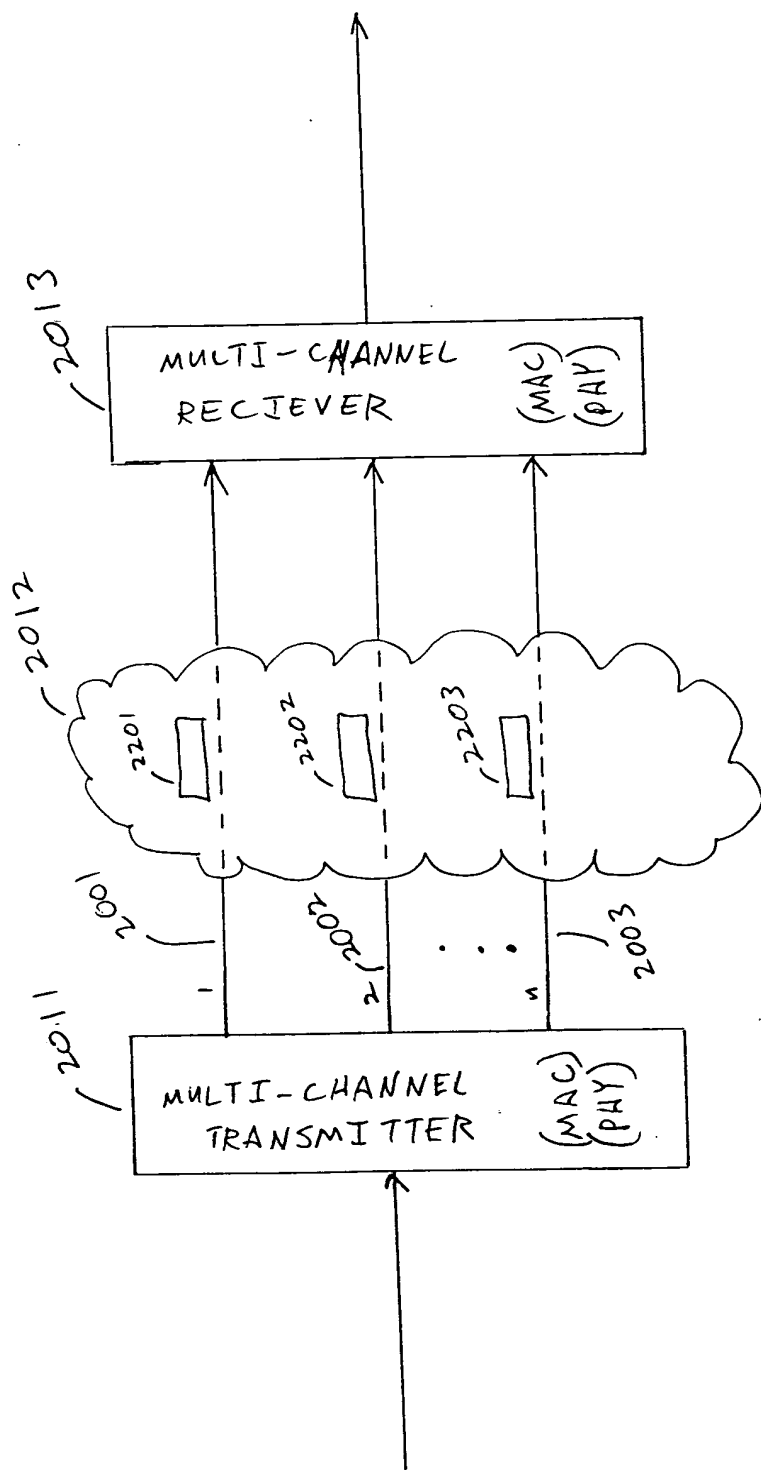 2013
MULTI-CHANNEL
RECIEVER
(MAC)
(PHY)
2012
2201
2202
2203
2001
2002
2003
1
2
n
. . .
2011
MULTI-CHANNEL
TRANSMITTER
(MAC)
(PHY)